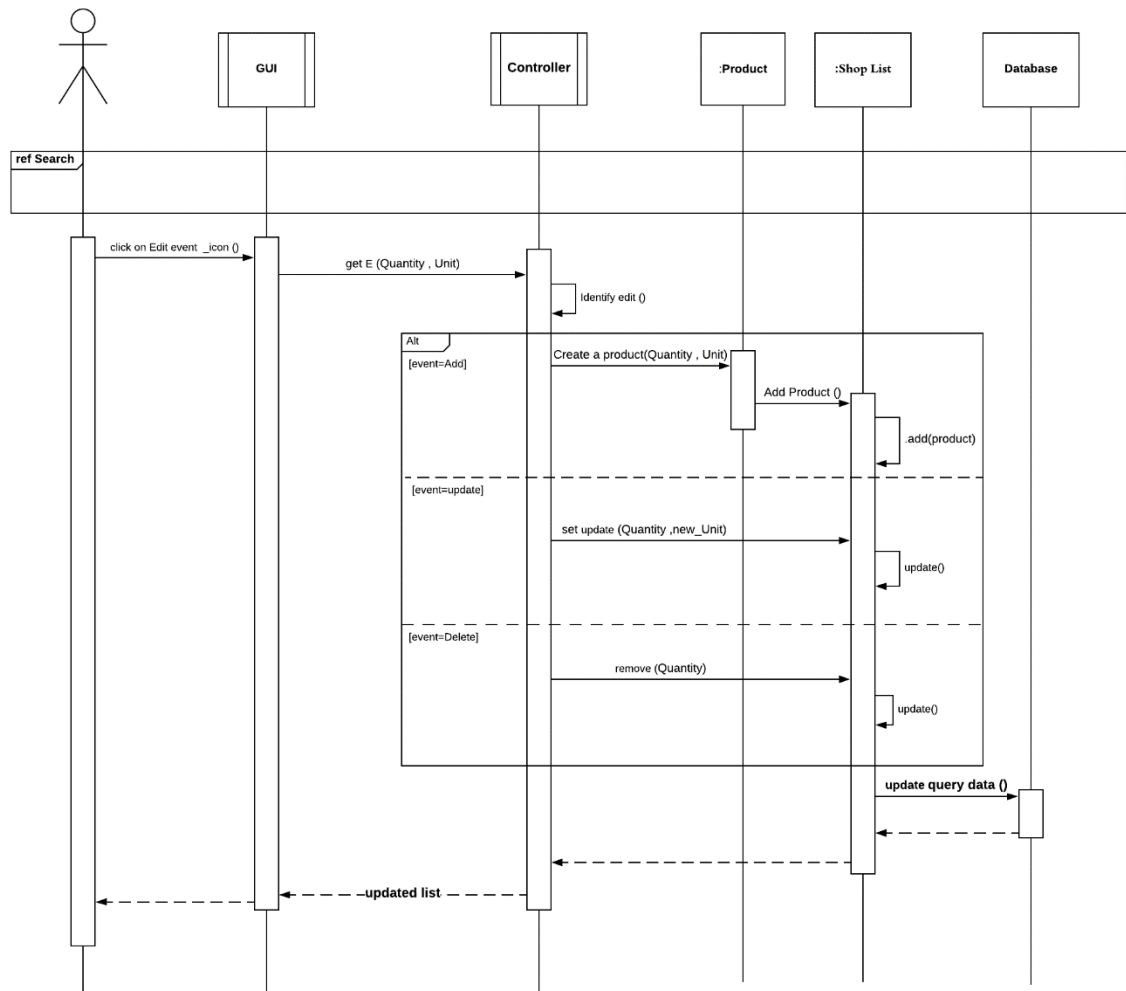 GUI
Controller
:Product
:Shop List
Database
ref Search
click on Edit event _icon ()
get E (Quantity , Unit)
Identify edit ()
Alt
[event=Add]
Create a product(Quantity , Unit)
Add Product ()
.add(product)
[event=update]
set update (Quantity ,new_Unit)
update()
[event=Delete]
remove (Quantity)
update()
update query data ()
updated list